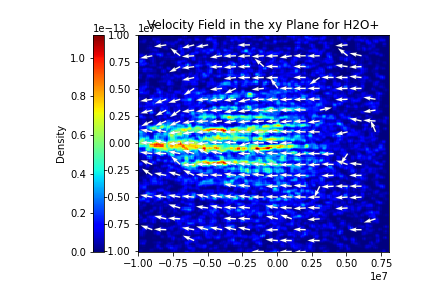 Velocity Field in the xy Plane for H2O+
1e−13
1e7
1.0
0.8
0.6
0.4
0.2
0.0
Density
1.00
0.75
0.50
0.25
0.00
−0.25
−0.50
−0.75
−1.00
−1.00 −0.75 −0.50 −0.25 0.00 0.25 0.50 0.75
1e7